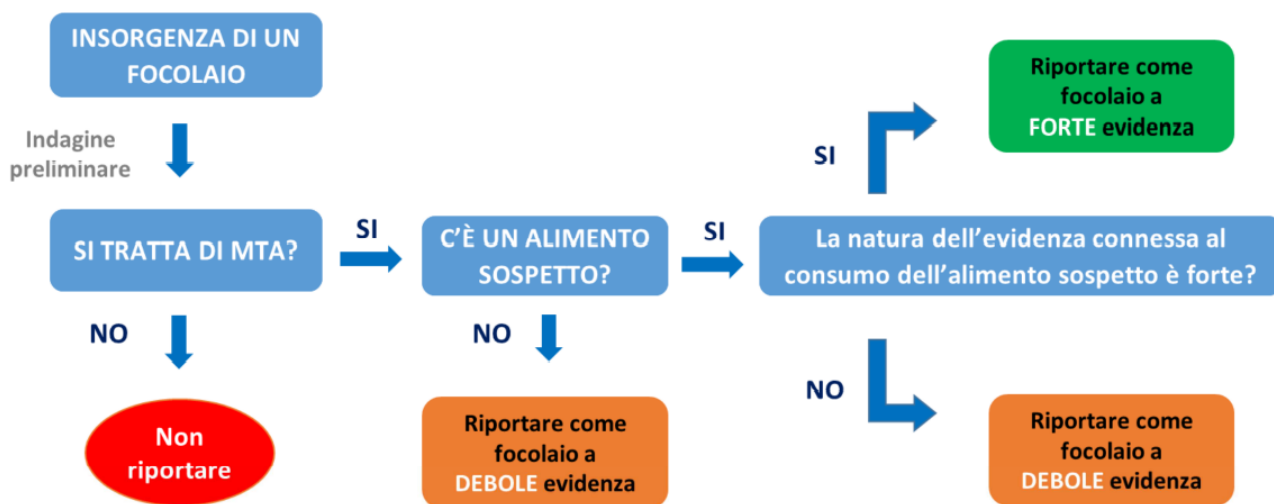 INSORGENZA DI UN
FOCOLAIO
Indagine
preliminare
SI TRATTA DI MTA?
SI
C'È UN ALIMENTO
SOSPETTO?
SI
La natura dell'evidenza connessa al
consumo dell'alimento sospetto è forte?
SI
Riportare come
focolaio a
FORTE evidenza
NO
Non
riportare
NO
Riportare come
focolaio a
DEBOLE evidenza
NO
Riportare come
focolaio a
DEBOLE evidenza